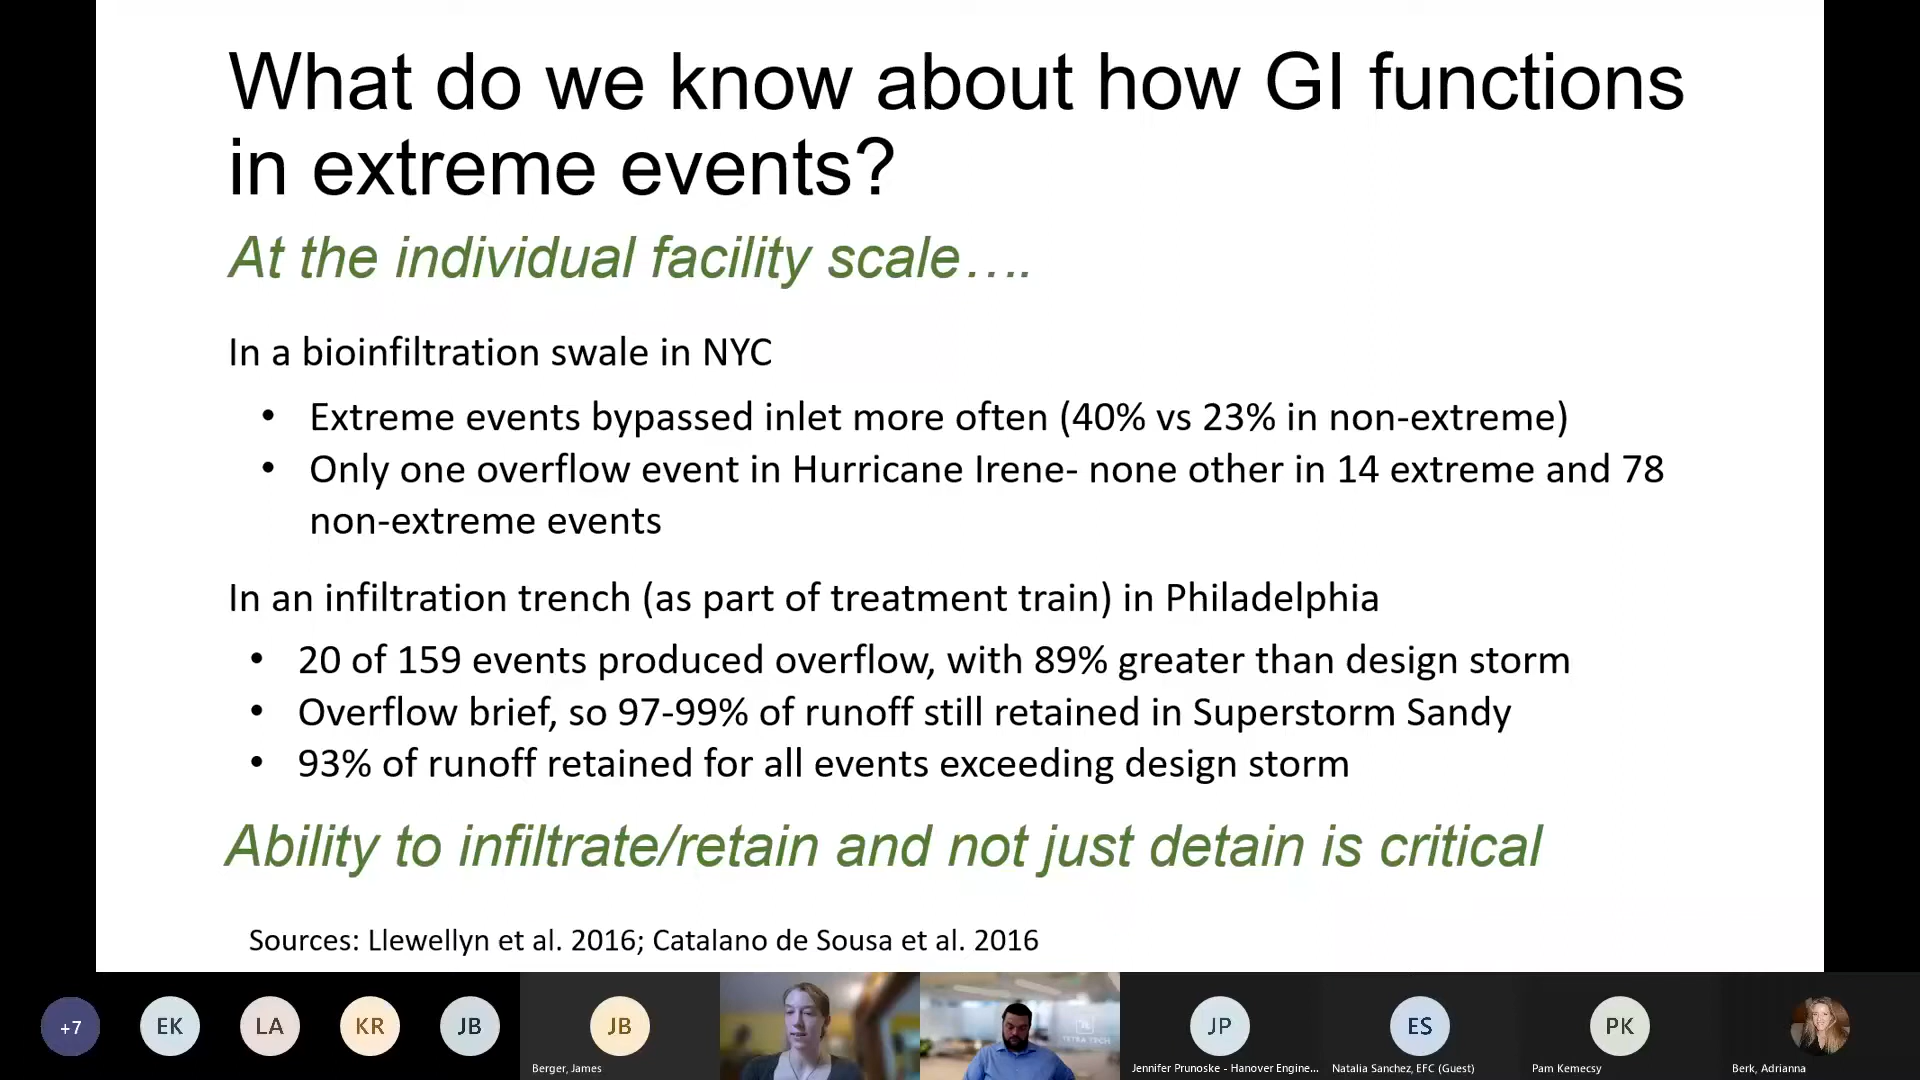 What do we know about how GI functions
in extreme events?
At the individual facility scale….
In a bioinfiltration swale in NYC
• Extreme events bypassed inlet more often (40% vs 23% in non-extreme)
• Only one overflow event in Hurricane Irene- none other in 14 extreme and 78
non-extreme events
In an infiltration trench (as part of treatment train) in Philadelphia
• 20 of 159 events produced overflow, with 89% greater than design storm
• Overflow brief, so 97-99% of runoff still retained in Superstorm Sandy
• 93% of runoff retained for all events exceeding design storm
Ability to infiltrate/retain and not just detain is critical
Sources: Llewellyn et al. 2016; Catalano de Sousa et al. 2016
+7
EK
LA
KR
JB
JB
Berger, James
TETRA TECH
JP
Jennifer Prunoske - Hanover Engine...
ES
Natalia Sanchez, EFC (Guest)
PK
Pam Kemecsy
Berk, Adrianna